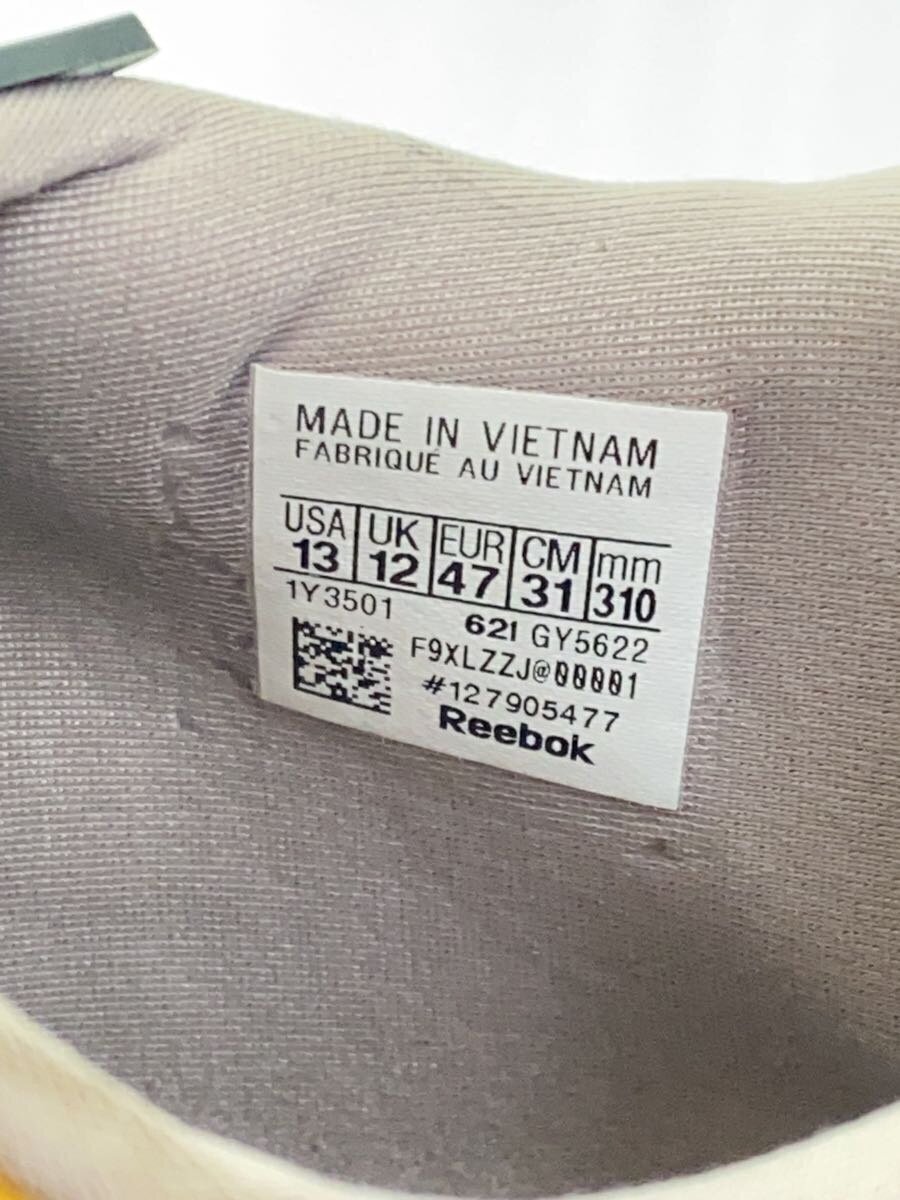 MADE IN VIETNAM
FABRIQUÉ AU VIETNAM
USA UK EUR CM mm
13 12 47 31 310
1Y3501 621 GY5622
F9XLZZJ@00001
#127905477
Reebok